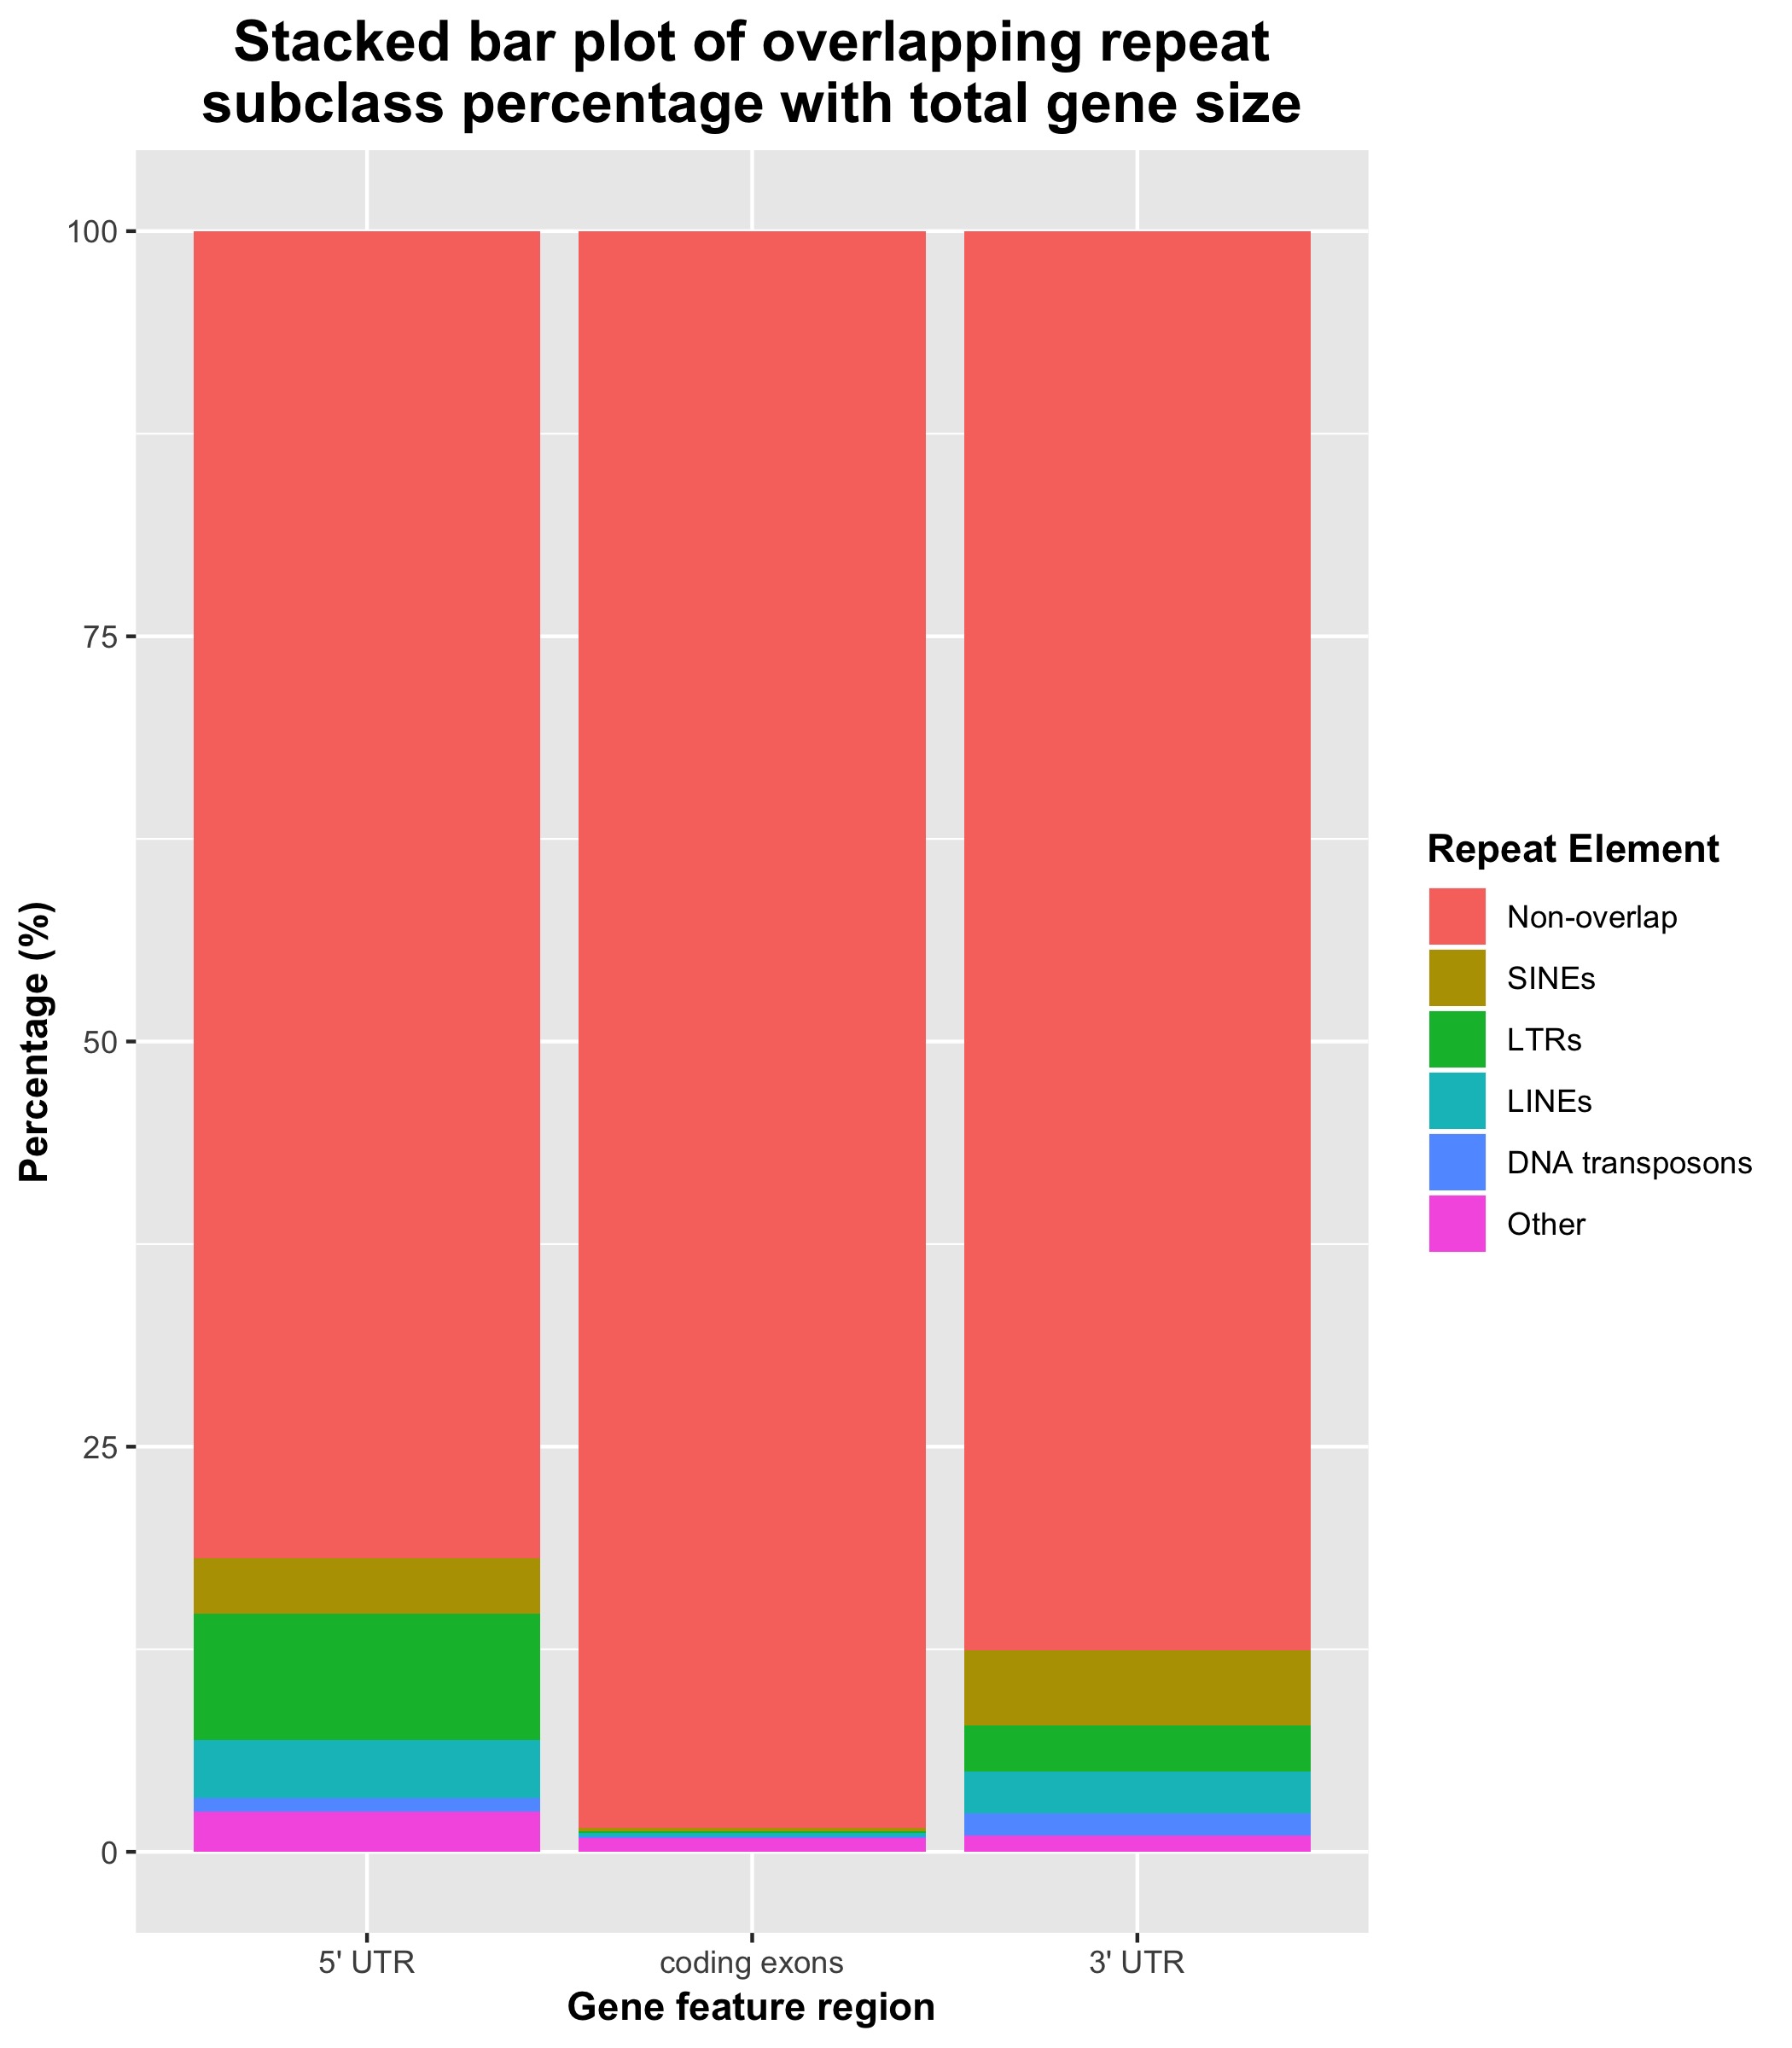 Stacked bar plot of overlapping repeat
subclass percentage with total gene size
Percentage (%)
100
75
50
25
0
5' UTR
coding exons
3' UTR
Gene feature region
Repeat Element
Non-overlap
SINEs
LTRs
LINEs
DNA transposons
Other